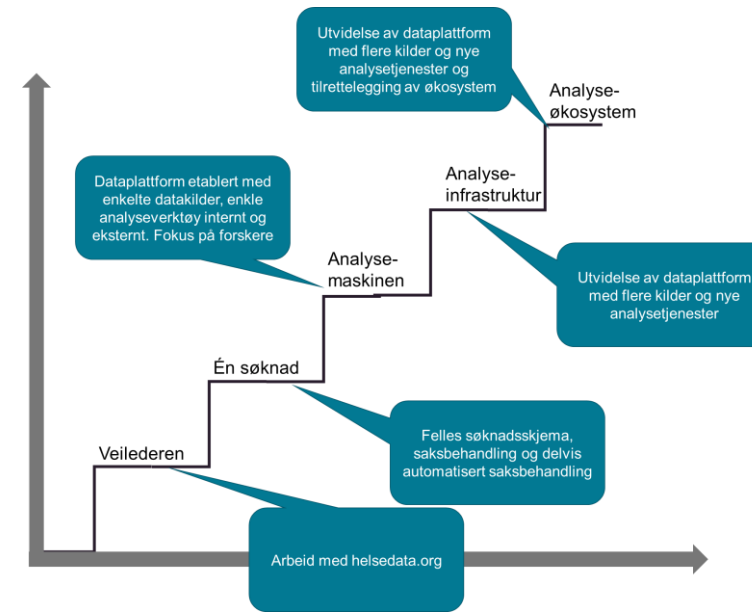 Utvidelse av dataplattform
med flere kilder og nye
analysetjenester og
tilrettelegging av økosystem
Analyse-
økosystem
Dataplattform etablert med
enkelte datakilder, enkle
analyseverktøy internt og
eksternt. Fokus på forskere
Analyse-
infrastruktur
Analyse-
maskinen
Utvidelse av dataplattform
med flere kilder og nye
analysetjenester
Én søknad
Felles søknadsskjema,
saksbehandling og delvis
automatisert saksbehandling
Veilederen
Arbeid med helsedata.org